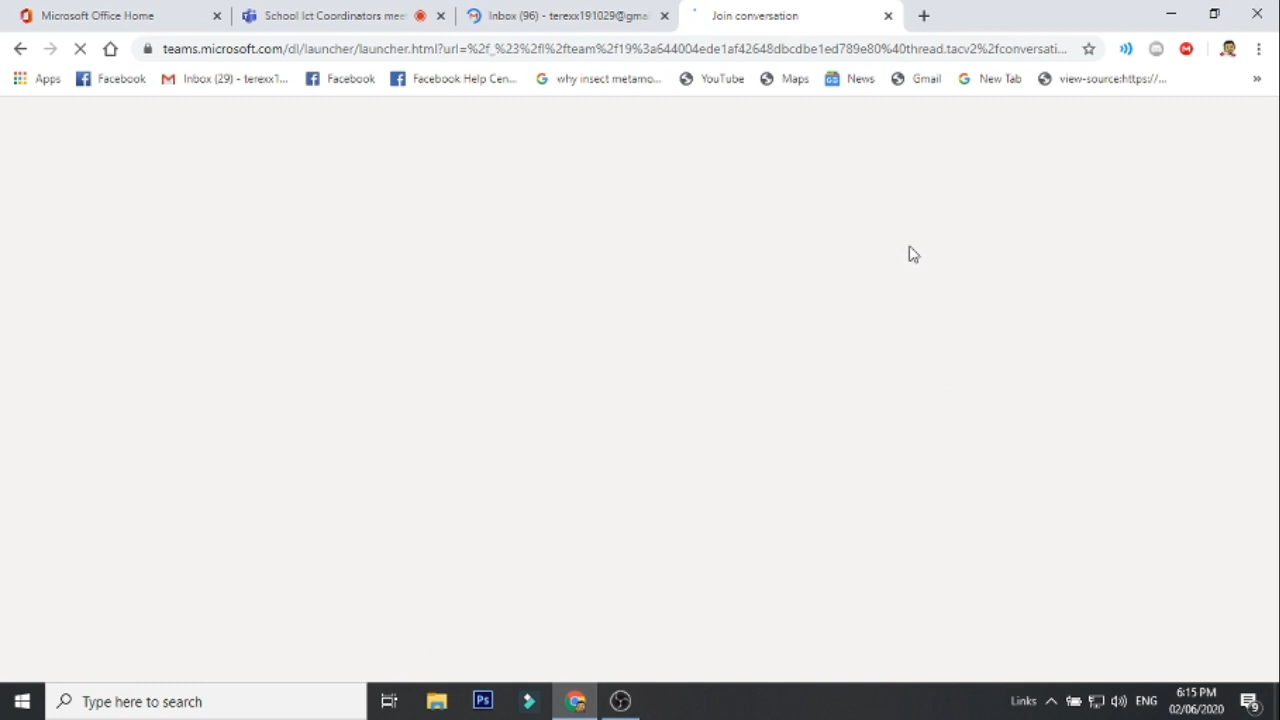 Microsoft Office Home
School Ict Coordinators mee
Inbox (96) - terexx191029@gma
Join conversation
teams.microsoft.com/dl/launcher/launcher.html?url=%2f_%23%2fl%2fteam%2f19%3a644004ede1af42648dbcdbe1ed789e80%40thread.tacv2%2fconversati...
Apps
Facebook
Inbox (29) - terexx1...
Facebook
Facebook Help Cen...
why insect metamo...
YouTube
Maps
News
Gmail
New Tab
view-source:https://...
»
Type here to search
Ps
Links
ENG
6:15 PM
02/06/2020
9